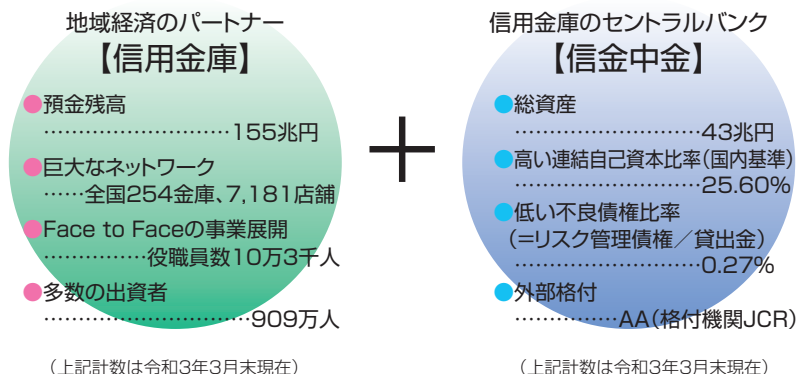 地域経済のパートナー
【信用金庫】
●預金残高
………………………155兆円
●巨大なネットワーク
……全国254金庫、7,181店舗
●Face to Faceの事業展開
……………役職員数10万3千人
●多数の出資者
…………………………909万人
(上記計数は令和3年3月末現在)
＋
信用金庫のセントラルバンク
【信金中金】
●総資産
………………………43兆円
●高い連結自己資本比率(国内基準)
………………………25.60%
●低い不良債権比率
(=リスク管理債権／貸出金)
………………………0.27%
●外部格付
……………AA(格付機関JCR)
(上記計数は令和3年3月末現在)